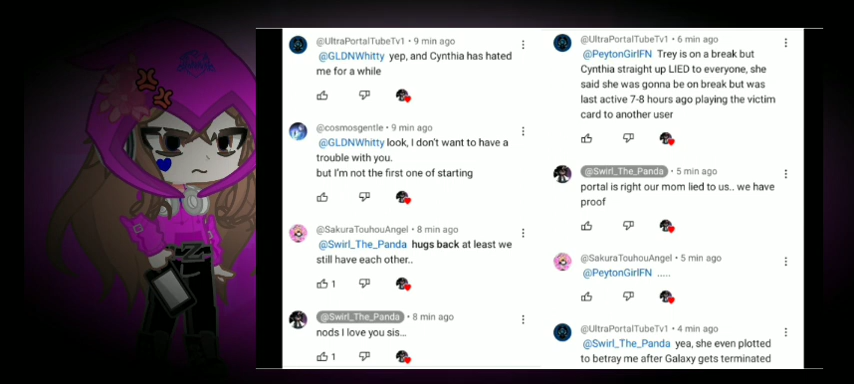 @UltraPortalTubeTv1 • 9 min ago
@GLDNWhitty yep, and Cynthia has hated
me for a while
@cosmosgentle • 9 min ago
@GLDNWhitty look, I don't want to have a
trouble with you.
but I'm not the first one of starting
@SakuraTouhouAngel • 8 min ago
@Swirl_The_Panda hugs back at least we
still have each other..
1
@Swirl_The_Panda • 8 min ago
nods I love you sis...
1
@UltraPortalTubeTv1 • 6 min ago
@PeytonGirlFN Trey is on a break but
Cynthia straight up LIED to everyone, she
said she was gonna be on break but was
last active 7-8 hours ago playing the victim
card to another user
@Swirl_The_Panda • 5 min ago
portal is right our mom lied to us.. we have
proof
@SakuraTouhouAngel • 5 min ago
@PeytonGirlFN .....
@UltraPortalTubeTv1 • 4 min ago
@Swirl_The_Panda yea, she even plotted
to betray me after Galaxy gets terminated